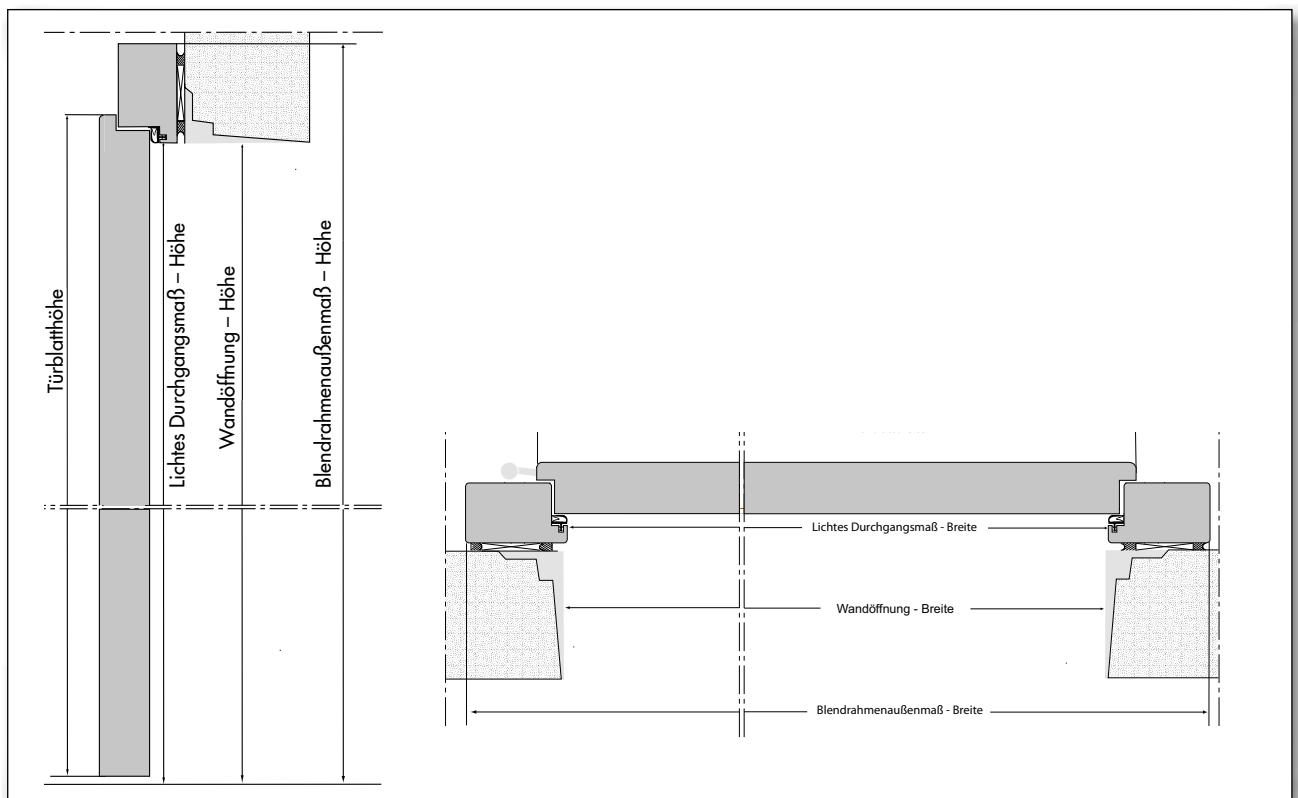 Türblatthöhe
Lichtes Durchgangsmaß – Höhe
Wandöffnung – Höhe
Blendrahmenaußenmaß – Höhe
Lichtes Durchgangsmaß - Breite
Wandöffnung - Breite
Blendrahmenaußenmaß - Breite